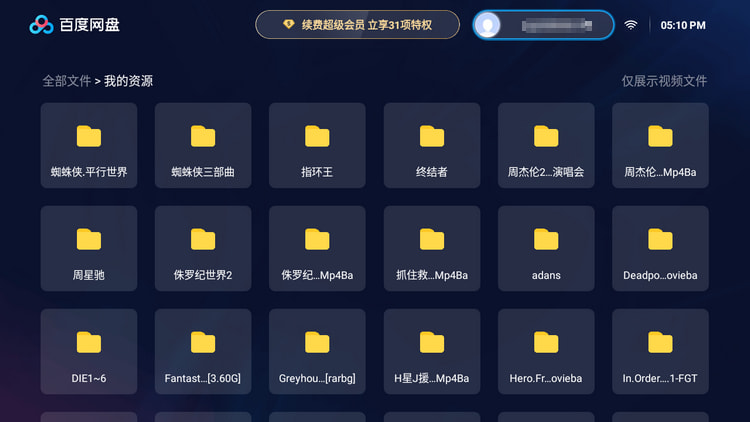 百度网盘
续费超级会员 立享31项特权
05:10 PM
全部文件 > 我的资源
仅展示视频文件
蜘蛛侠.平行世界
蜘蛛侠三部曲
指环王
终结者
周杰伦2...演唱会
周杰伦...Mp4Ba
周星驰
侏罗纪世界2
侏罗纪...Mp4Ba
抓住救...Mp4Ba
adans
Deadpo...ovieba
DIE1~6
Fantast...[3.60G]
Greyhou...[rarbg]
H星J援...Mp4Ba
Hero.Fr...ovieba
In.Order....1-FGT